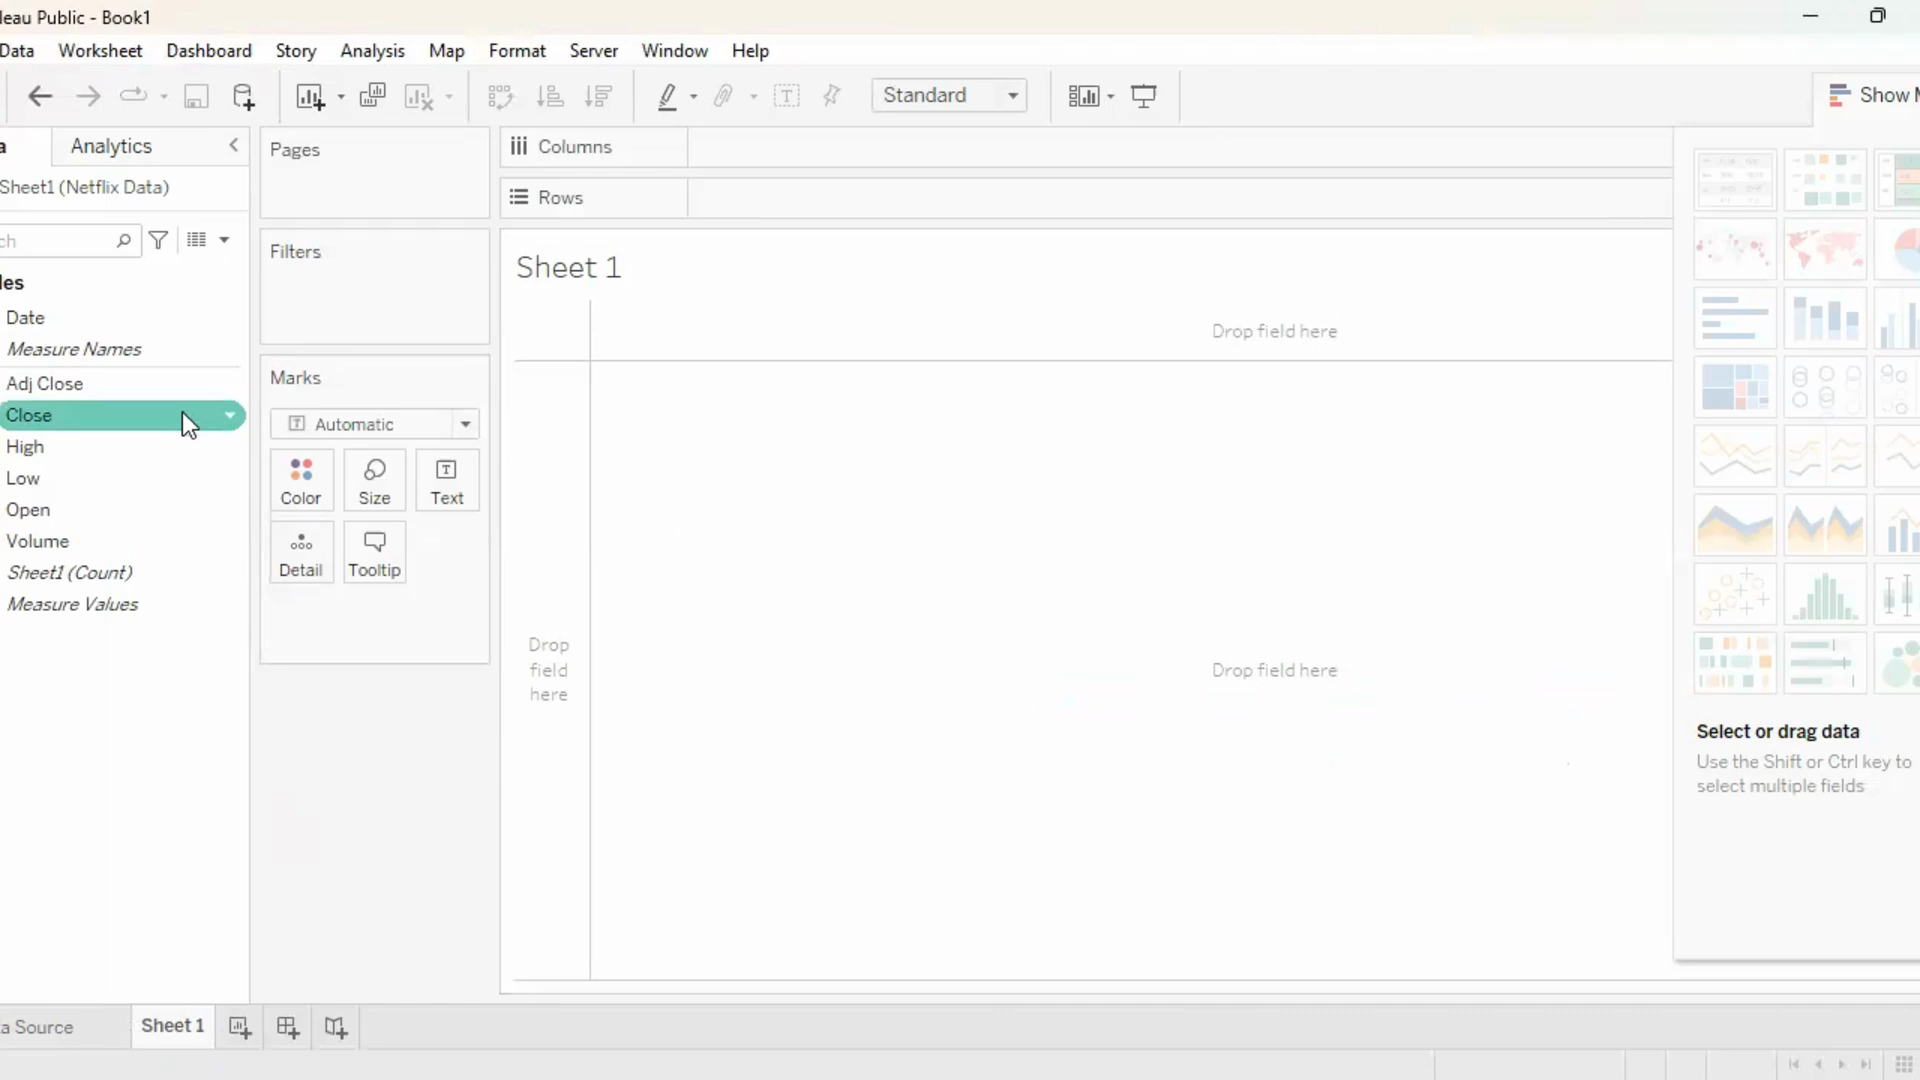 leau Public - Book1
Data Worksheet Dashboard Story Analysis Map Format Server Window Help
Standard
Show M
a Analytics
Sheet1 (Netflix Data)
ch
les
Date
Measure Names
Adj Close
Close
High
Low
Open
Volume
Sheet1 (Count)
Measure Values
Pages
Filters
Marks
Automatic
Color Size Text
Detail Tooltip
Columns
Rows
Sheet 1
Drop field here
Drop
field
here
Drop field here
Select or drag data
Use the Shift or Ctrl key to
select multiple fields
a Source Sheet 1